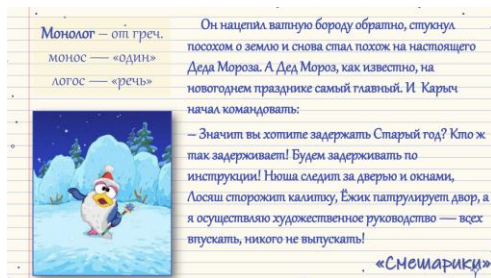 Монолог – от греч.
монос — «один»
логос — «речь»
Он нацепил ватную бороду обратно, стукнул
посохом о землю и снова стал похож на настоящего
Деда Мороза. А Дед Мороз, как известно, на
новогоднем празднике самый главный. И Карыч
начал командовать:
– Значит вы хотите задержать Старый год? Кто ж
так задерживает! Будем задерживать по
инструкции! Нюша следит за дверью и окнами,
Лосяш сторожит калитку, Ёжик патрулирует двор, а
я осуществляю художественное руководство — всех
впускать, никого не выпускать!
«Смешарики»